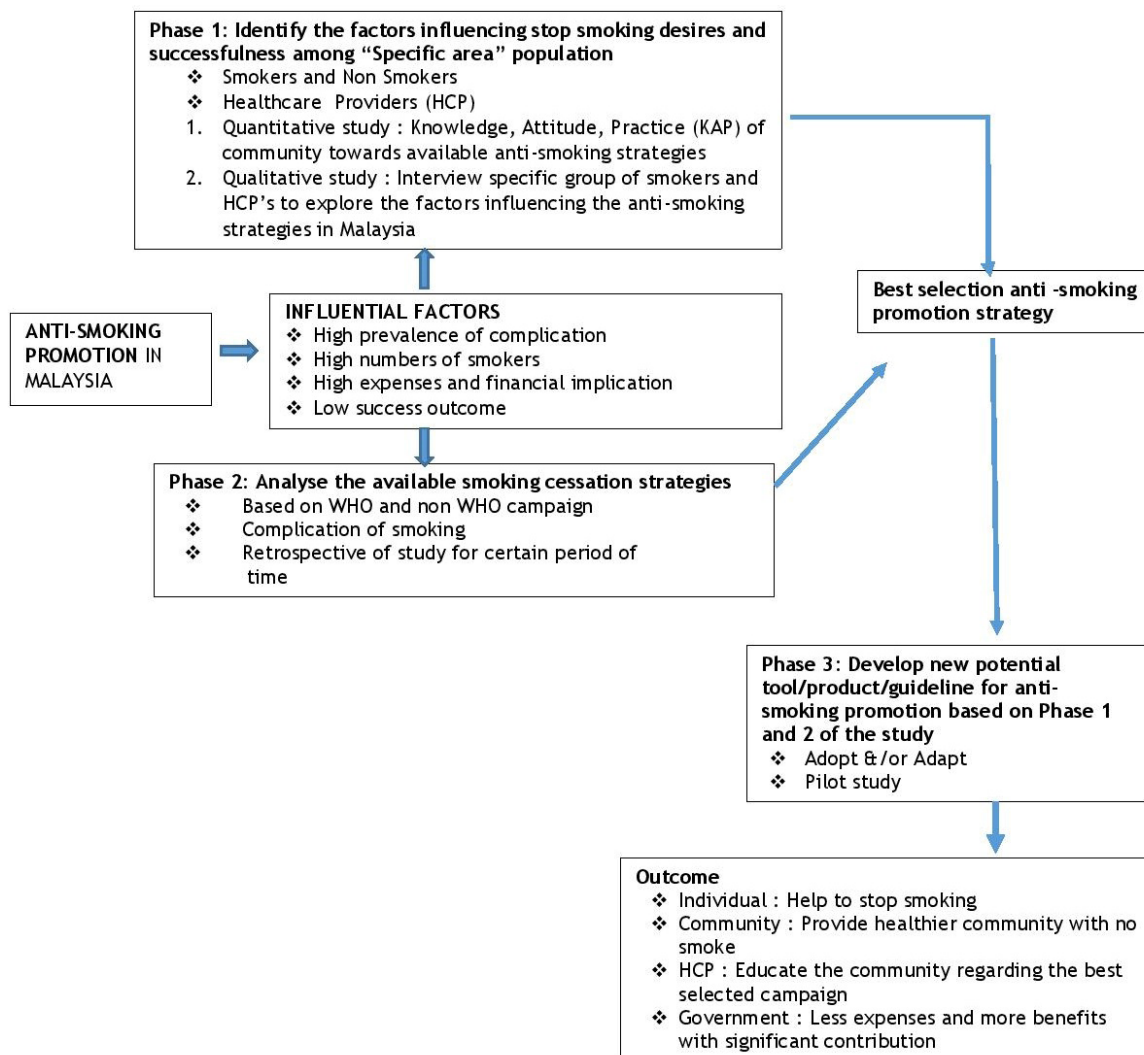 Phase 1: Identify the factors influencing stop smoking desires and
successfulness among “Specific area” population
❖ Smokers and Non Smokers
❖ Healthcare Providers (HCP)
1. Quantitative study : Knowledge, Attitude, Practice (KAP) of
community towards available anti-smoking strategies
2. Qualitative study : Interview specific group of smokers and
HCP's to explore the factors influencing the anti-smoking
strategies in Malaysia
ANTI-SMOKING
PROMOTION IN
MALAYSIA
INFLUENTIAL FACTORS
❖ High prevalence of complication
❖ High numbers of smokers
❖ High expenses and financial implication
❖ Low success outcome
Best selection anti -smoking
promotion strategy
Phase 2: Analyse the available smoking cessation strategies
❖ Based on WHO and non WHO campaign
❖ Complication of smoking
❖ Retrospective of study for certain period of
time
Phase 3: Develop new potential
tool/product/guideline for anti-
smoking promotion based on Phase 1
and 2 of the study
❖ Adopt &/or Adapt
❖ Pilot study
Outcome
❖ Individual : Help to stop smoking
❖ Community : Provide healthier community with no
smoke
❖ HCP : Educate the community regarding the best
selected campaign
❖ Government : Less expenses and more benefits
with significant contribution